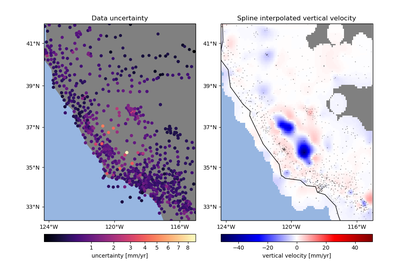 Data uncertainty
Spline interpolated vertical velocity
41°N
39°N
37°N
35°N
33°N
124°W
120°W
116°W
41°N
39°N
37°N
35°N
33°N
124°W
120°W
116°W
0 1 2 3 4 5 6 7 8
uncertainty [mm/yr]
−40 −20 0 20 40
vertical velocity [mm/yr]